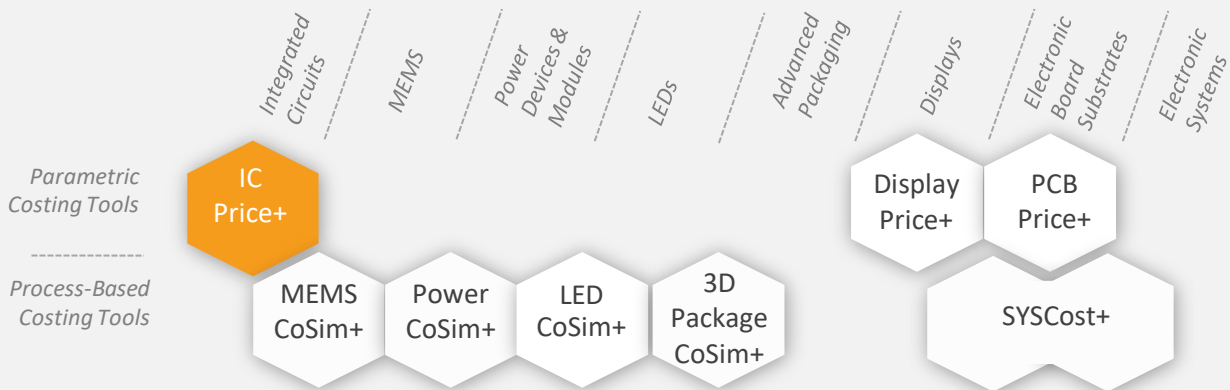 Integrated
Circuits
MEMS
Power
Devices &
Modules
LEDs
Advanced
Packaging
Displays
Electronic
Board
Substrates
Electronic
Systems
Parametric
Costing Tools
IC
Price+
Display
Price+
PCB
Price+
Process-Based
Costing Tools
MEMS
CoSim+
Power
CoSim+
LED
CoSim+
3D
Package
CoSim+
SYSCost+